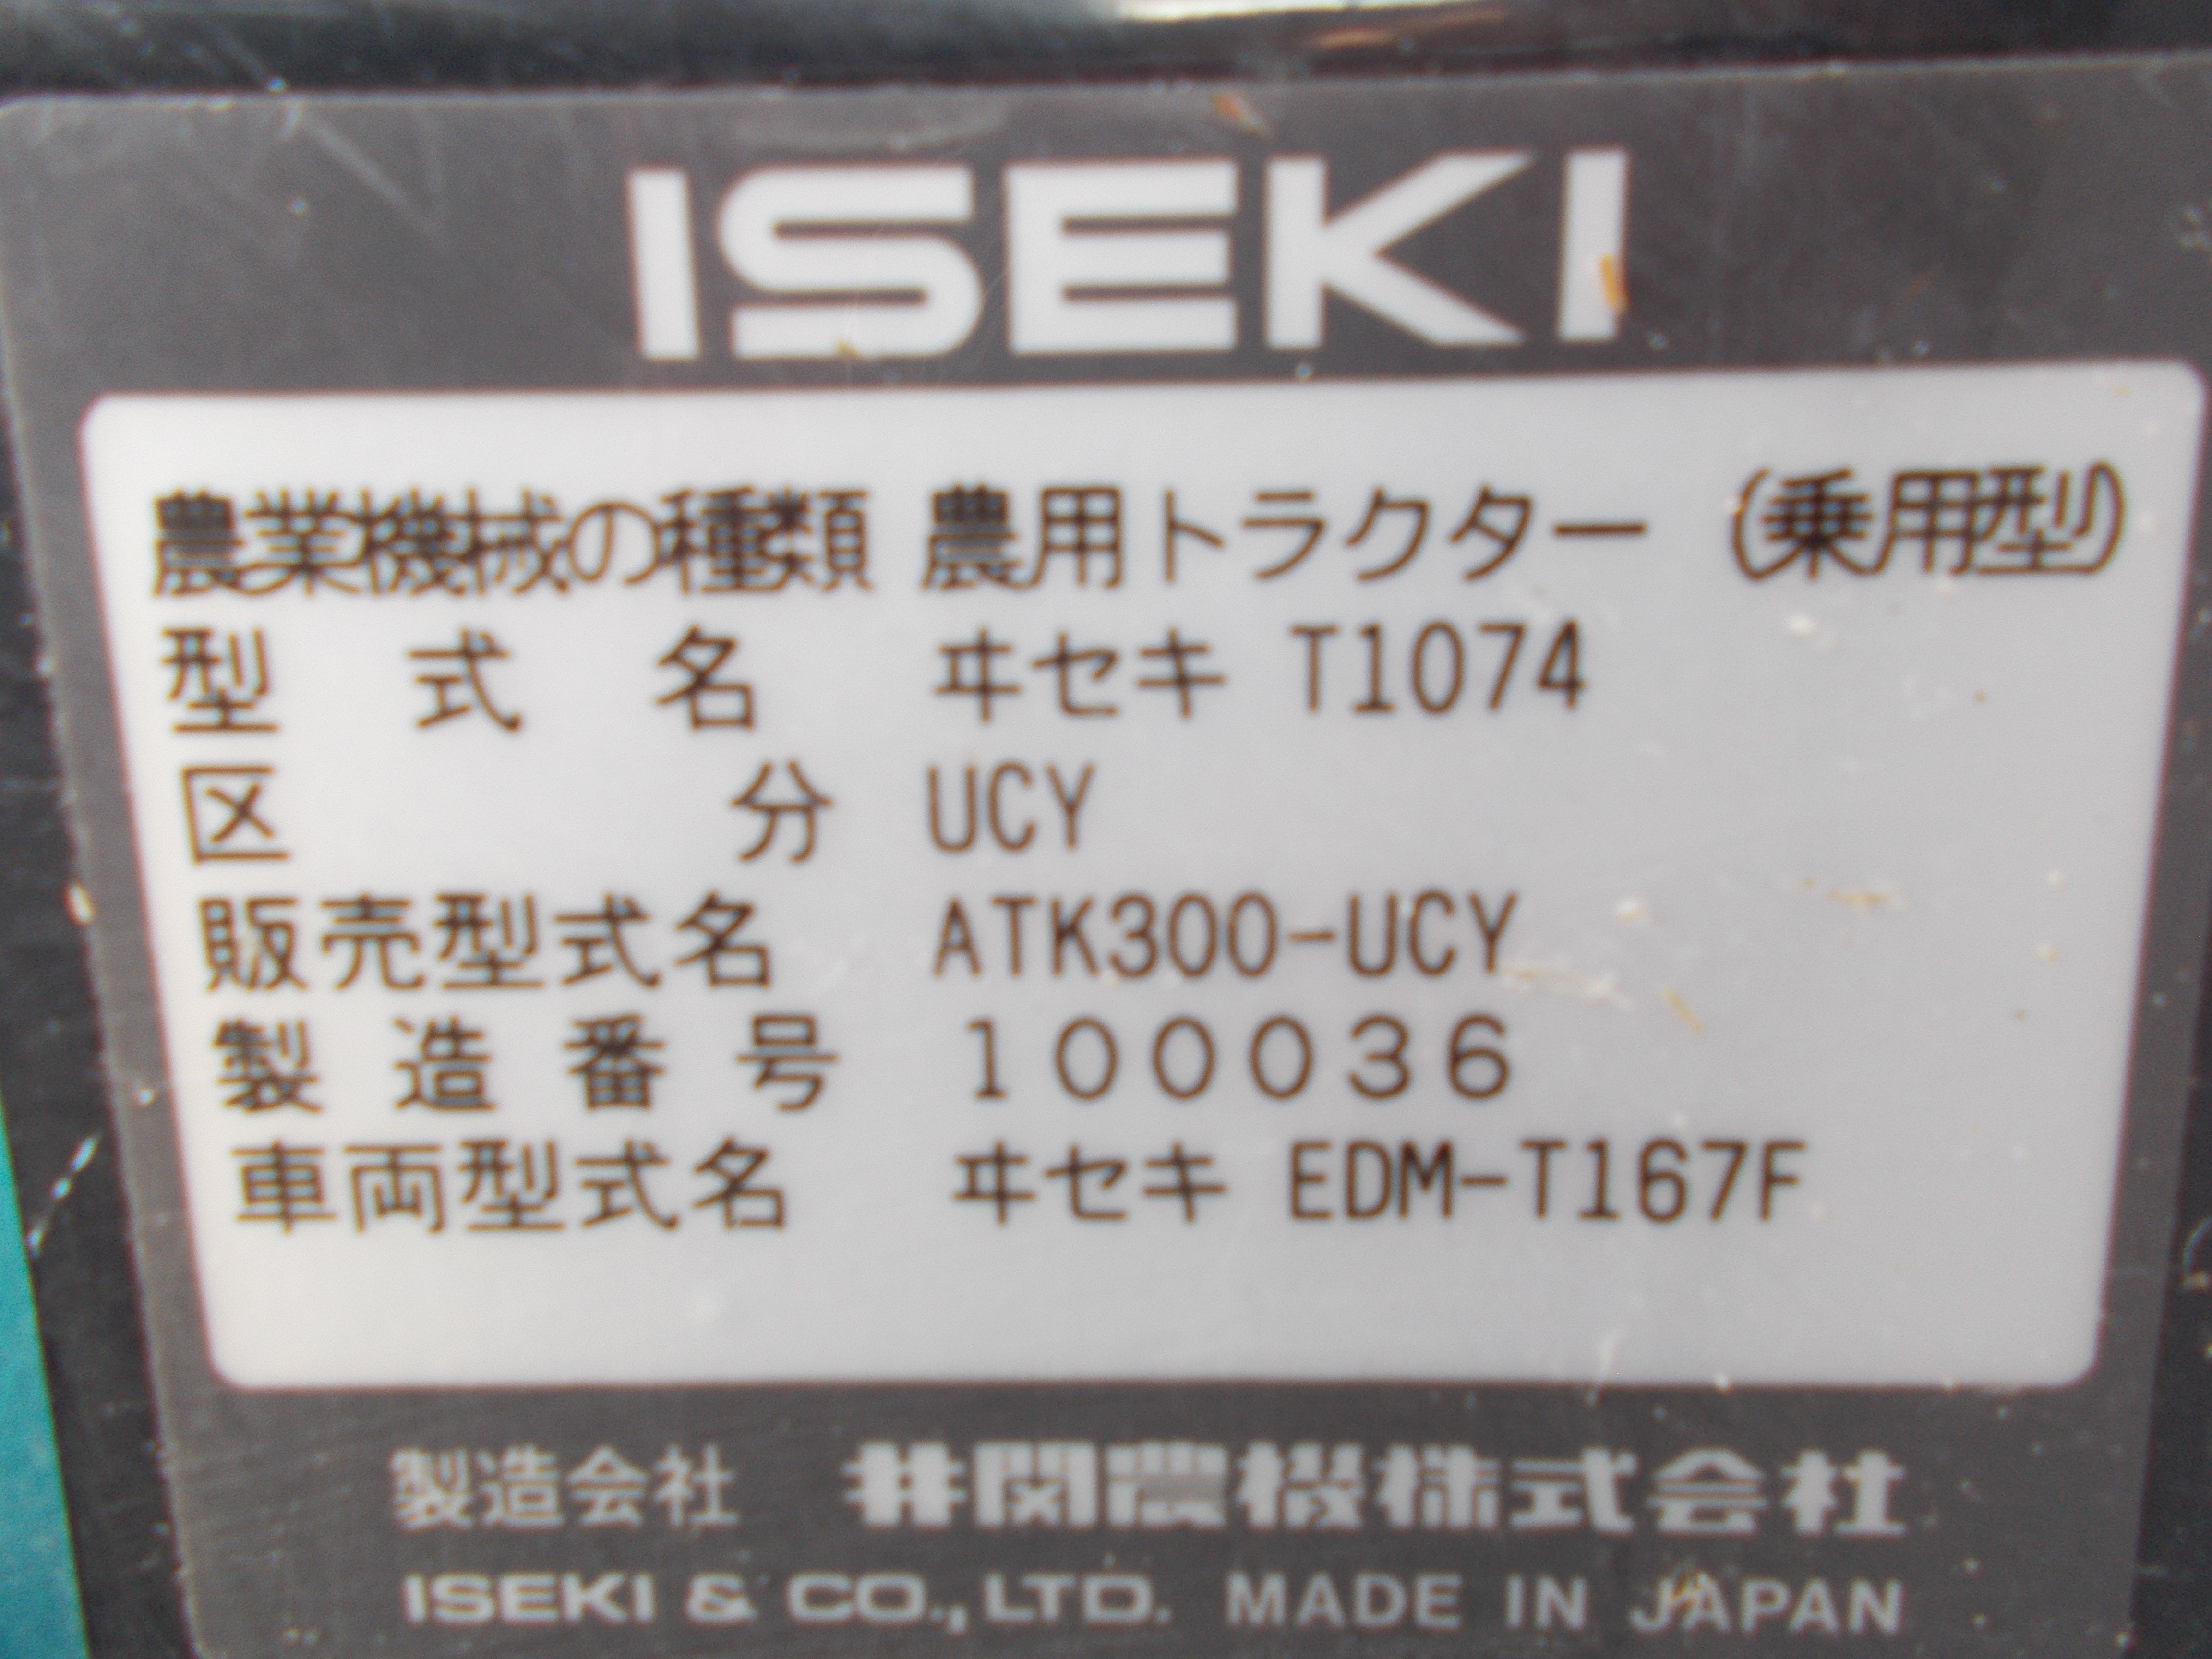 ISEKI
農業機械の種類 農用トラクター (乗用型)
型式名 ヰセキ T1074
区分 UCY
販売型式名 ATK300-UCY
製造番号 100036
車両型式名 ヰセキ EDM-T167F
製造会社 井関農機株式会社
ISEKI & CO.,LTD. MADE IN JAPAN